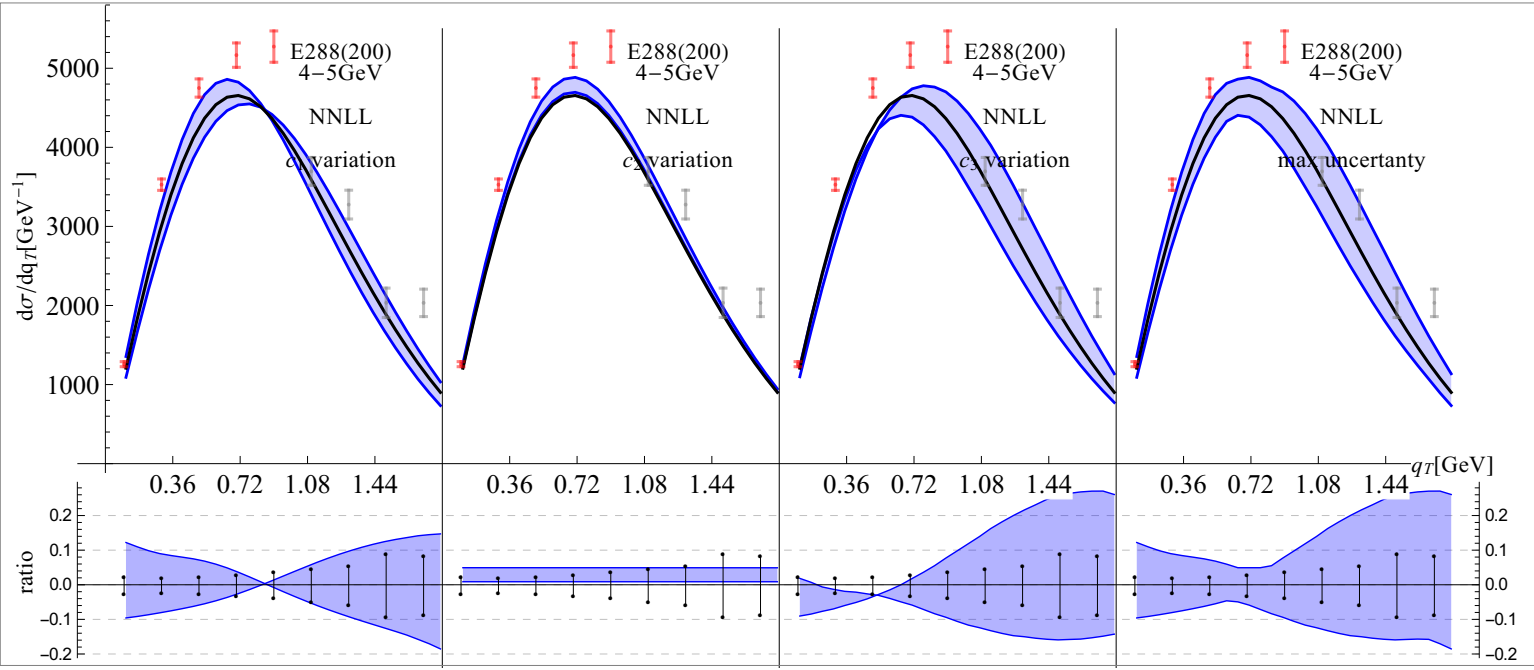 dσ/dq_T[GeV⁻¹]
5000
4000
3000
2000
1000
E288(200)
4−5GeV
NNLL
c₁ variation
E288(200)
4−5GeV
NNLL
c₂ variation
E288(200)
4−5GeV
NNLL
c₃ variation
E288(200)
4−5GeV
NNLL
max uncertanty
q_T[GeV]
0.36 0.72 1.08 1.44
0.36 0.72 1.08 1.44
0.36 0.72 1.08 1.44
0.36 0.72 1.08 1.44
ratio
0.2
0.1
0.0
−0.1
−0.2
0.2
0.1
0.0
−0.1
−0.2